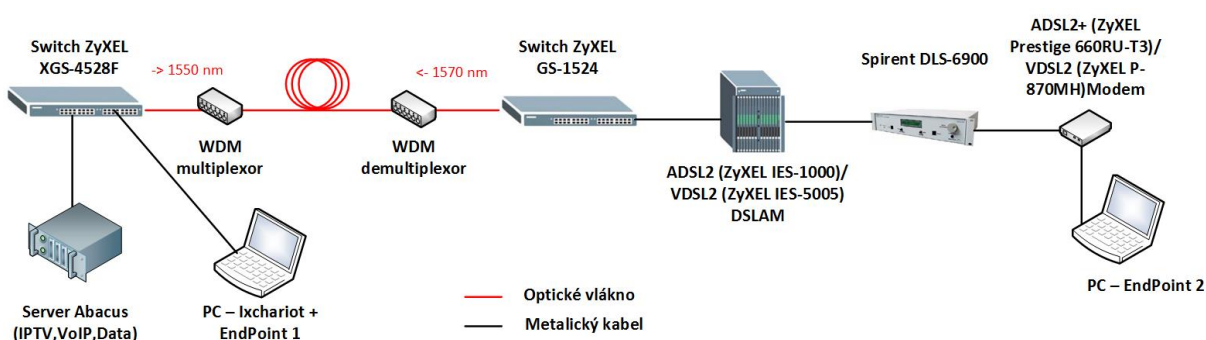 Switch ZyXEL
XGS-4528F
-> 1550 nm
WDM
multiplexor
<- 1570 nm
WDM
demultiplexor
Switch ZyXEL
GS-1524
ADSL2 (ZyXEL IES-1000)/
VDSL2 (ZyXEL IES-5005)
DSLAM
Spirent DLS-6900
ADSL2+ (ZyXEL
Prestige 660RU-T3)/
VDSL2 (ZyXEL P-
870MH)Modem
Server Abacus
(IPTV,VoIP,Data)
PC – Ixchariot +
EndPoint 1
Optické vlákno
Metalický kabel
PC – EndPoint 2